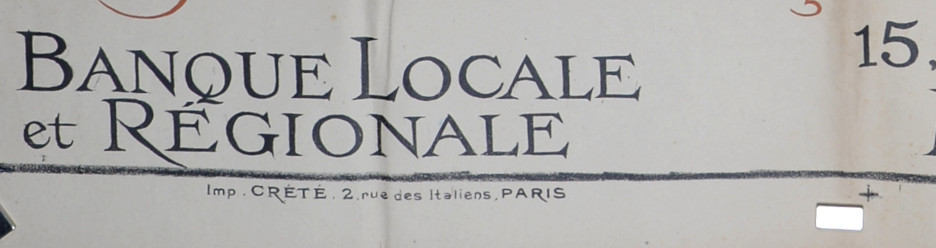 BANQUE LOCALE
et RÉGIONALE
15,
Imp. CRÉTÉ. 2. rue des Italiens. PARIS